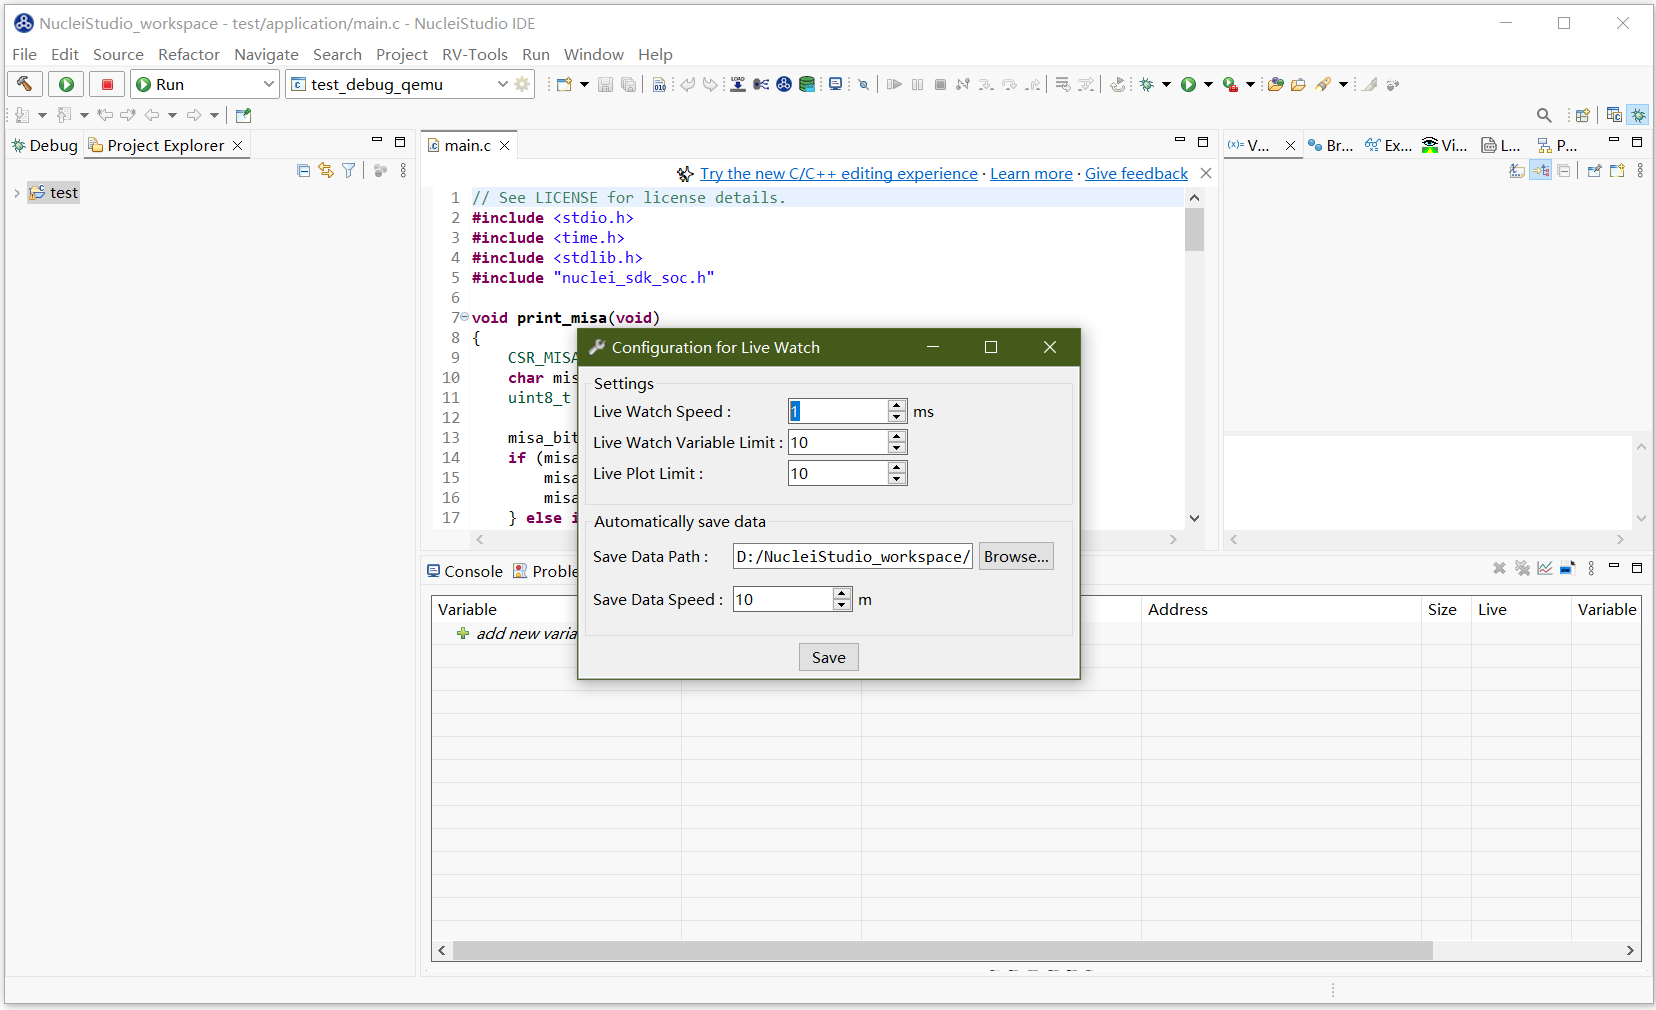 NucleiStudio_workspace - test/application/main.c - NucleiStudio IDE
File Edit Source Refactor Navigate Search Project RV-Tools Run Window Help
Run
test_debug_qemu
Debug
Project Explorer
test
main.c
Try the new C/C++ editing experience · Learn more · Give feedback
1 // See LICENSE for license details.
2 #include <stdio.h>
3 #include <time.h>
4 #include <stdlib.h>
5 #include "nuclei_sdk_soc.h"
6
7 void print_misa(void)
8 {
9 CSR_MISA
10 char mis
11 uint8_t
12
13 misa_bit
14 if (misa
15 misa
16 misa
17 } else i
(x)= V...
Br...
Ex...
Vi...
L...
P...
Configuration for Live Watch
Settings
Live Watch Speed : 1 ms
Live Watch Variable Limit : 10
Live Plot Limit : 10
Automatically save data
Save Data Path : D:/NucleiStudio_workspace/ Browse...
Save Data Speed : 10 m
Save
Console
Proble
Variable Address Size Live Variable
add new varia